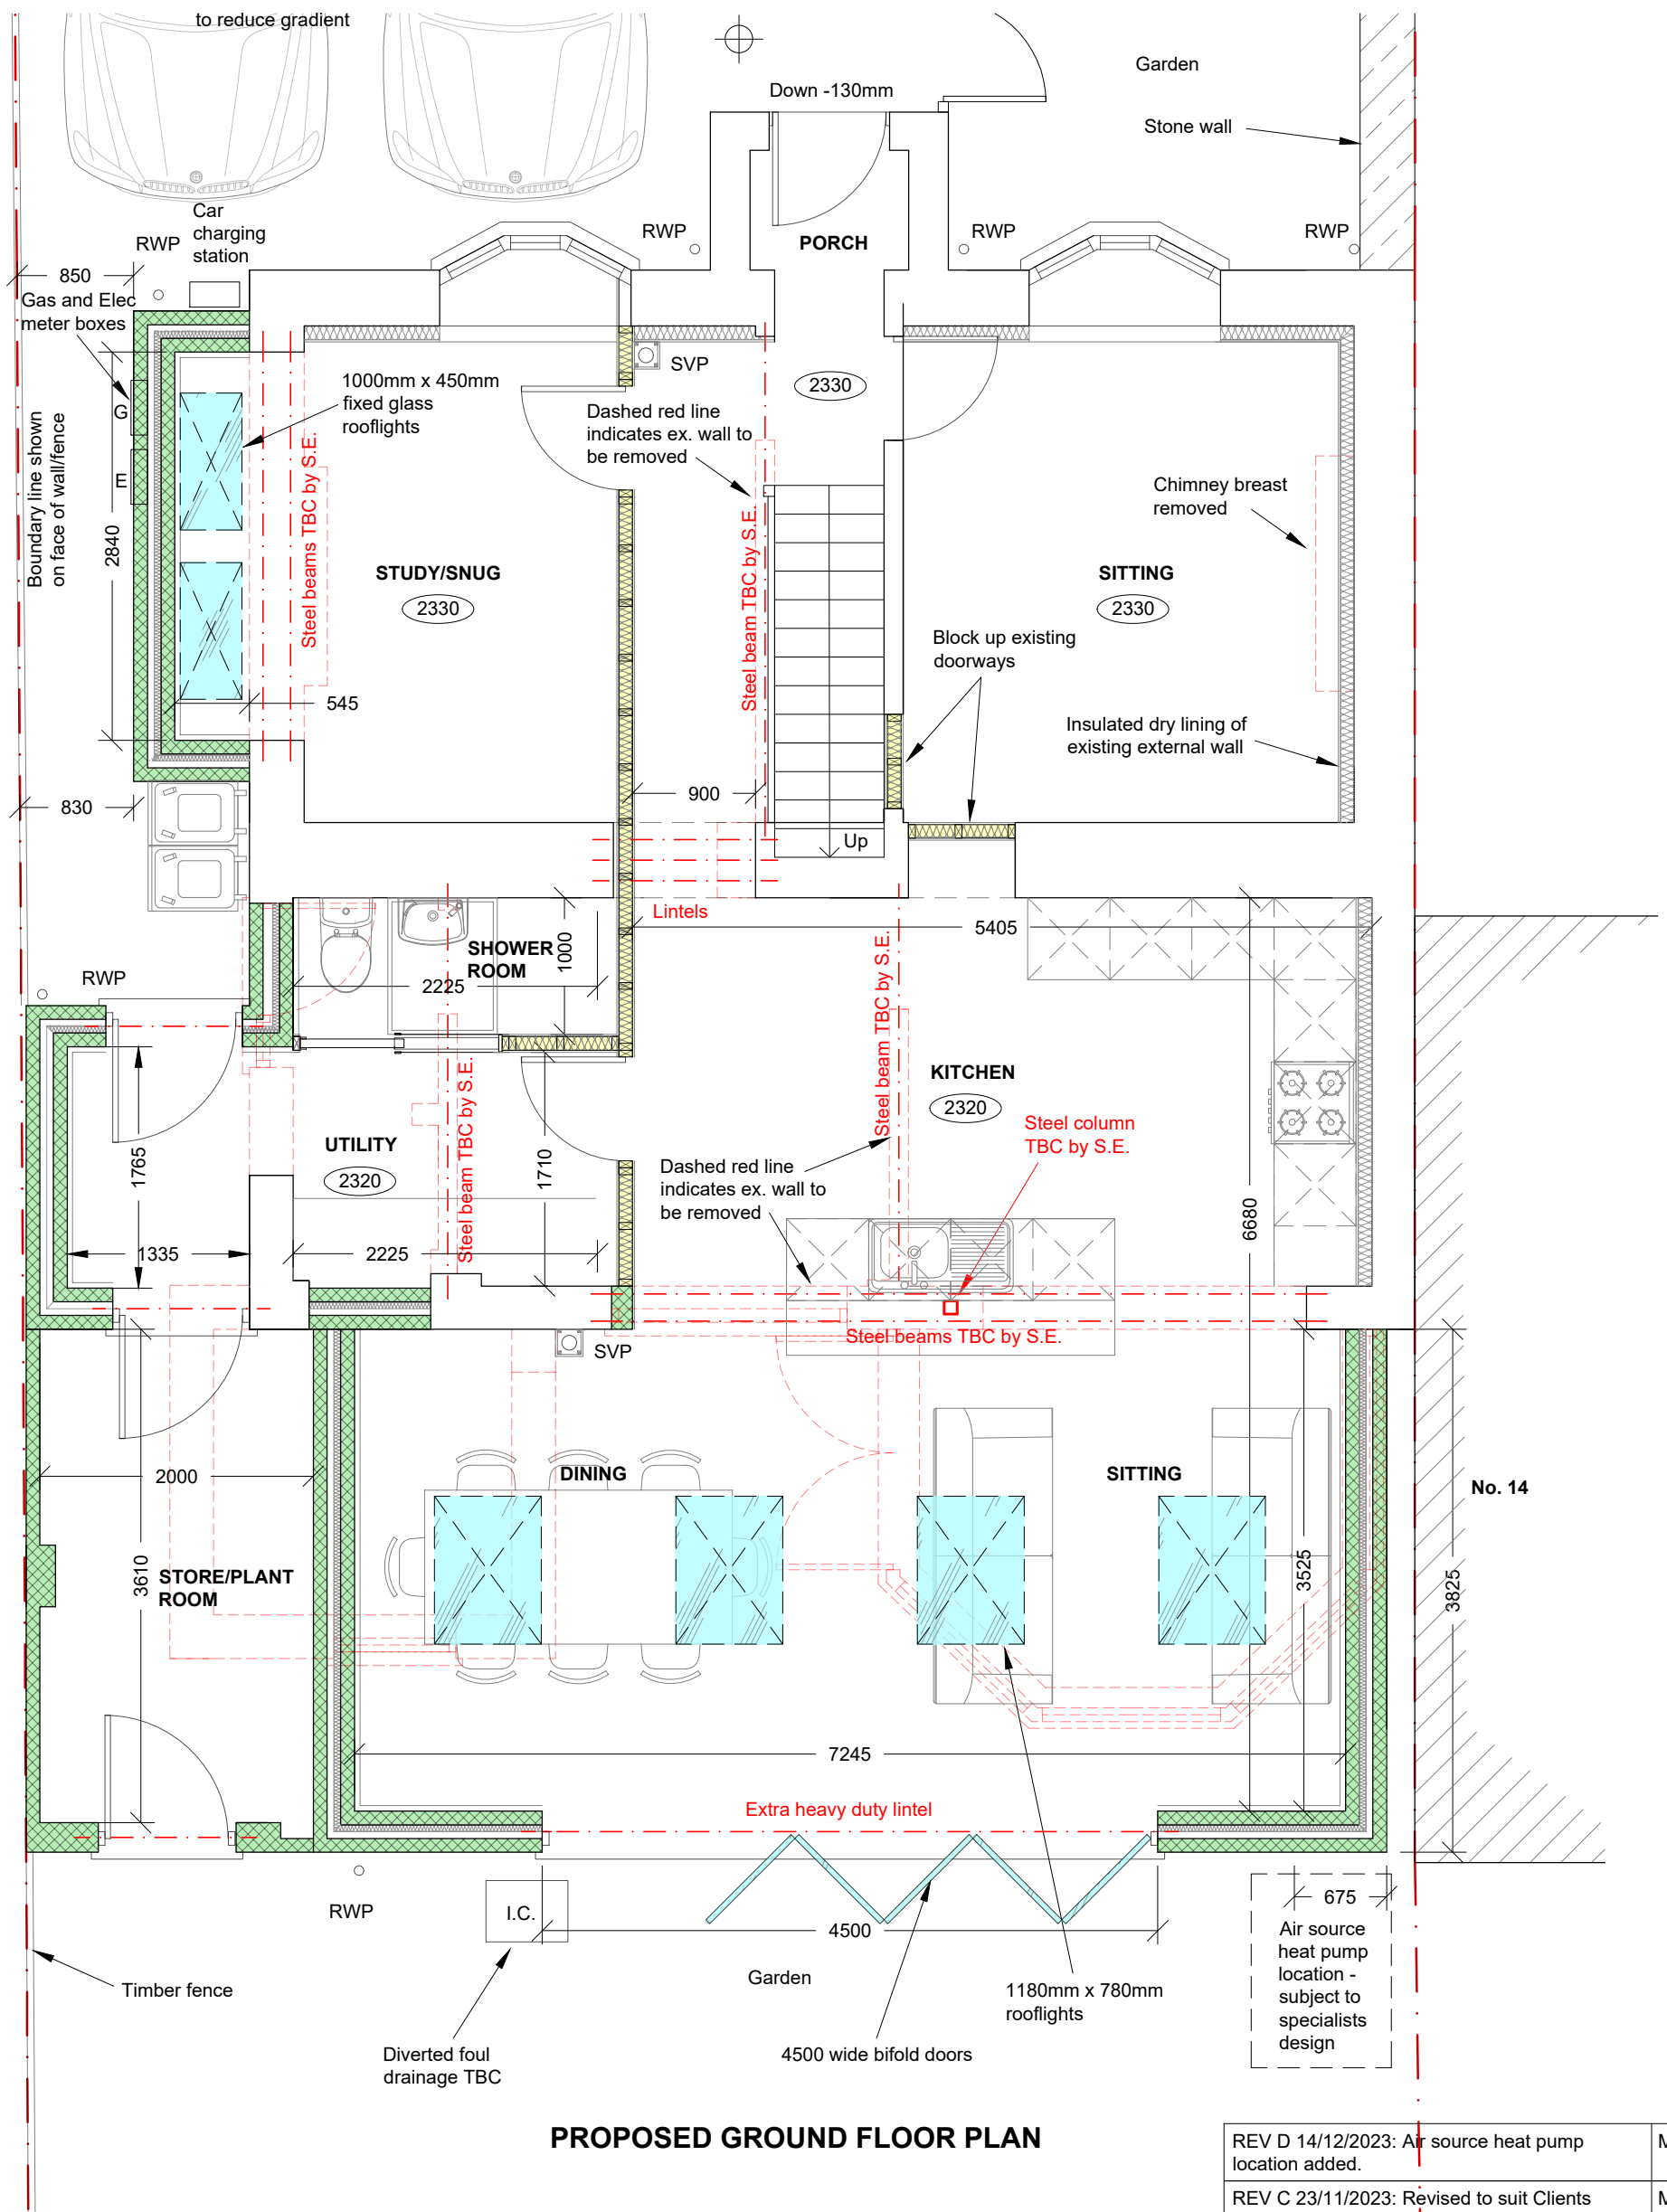 to reduce gradient
Garden
Down -130mm
Stone wall
Car
charging
station
RWP
RWP
PORCH
RWP
RWP
850
Gas and Elec
meter boxes
1000mm x 450mm
fixed glass
rooflights
SVP
2330
G
E
Boundary line shown
on face of wall/fence
2840
Steel beams TBC by S.E.
Dashed red line
indicates ex. wall to
be removed
Steel beam TBC by S.E.
Chimney breast
removed
STUDY/SNUG
2330
SITTING
2330
Block up existing
doorways
545
Insulated dry lining of
existing external wall
830
900
Up
Lintels
5405
SHOWER
ROOM
1000
2225
RWP
Steel beam TBC by S.E.
KITCHEN
2320
Steel column
TBC by S.E.
UTILITY
2320
1765
1710
Steel beam TBC by S.E.
Dashed red line
indicates ex. wall to
be removed
6680
1335
2225
Steel beams TBC by S.E.
SVP
2000
DINING
SITTING
No. 14
3610
STORE/PLANT
ROOM
3525
3825
7245
Extra heavy duty lintel
RWP
I.C.
4500
675
Air source
heat pump
location -
subject to
specialists
design
Timber fence
Garden
1180mm x 780mm
rooflights
Diverted foul
drainage TBC
4500 wide bifold doors
PROPOSED GROUND FLOOR PLAN
REV D 14/12/2023: Air source heat pump
location added.
REV C 23/11/2023: Revised to suit Clients